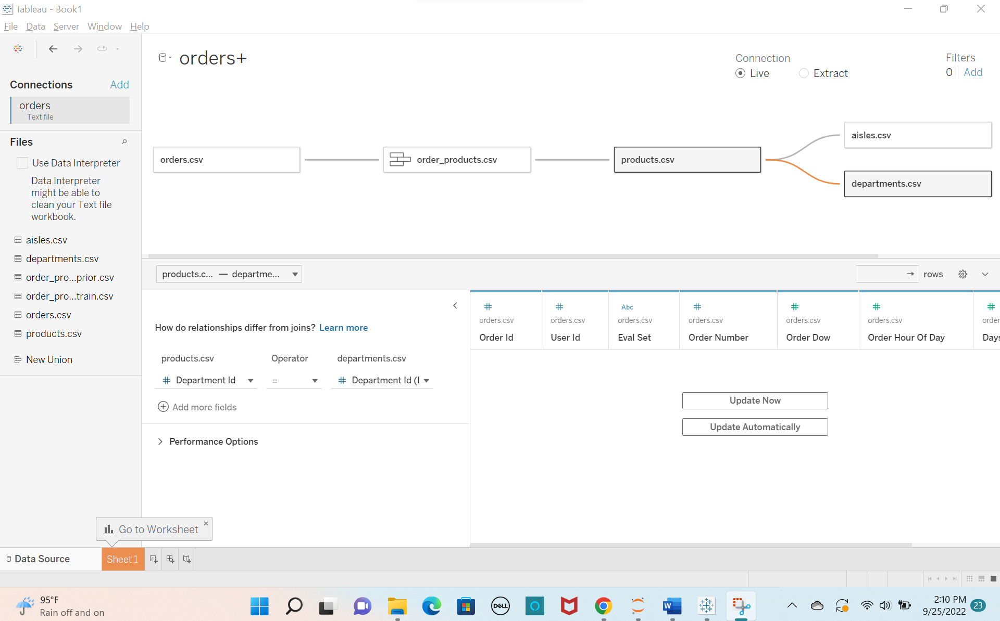 Tableau - Book1
File Data Server Window Help
Connections Add
orders
Text file
Files
Use Data Interpreter
Data Interpreter
might be able to
clean your Text file
workbook.
aisles.csv
departments.csv
order_pro...prior.csv
order_pro...train.csv
orders.csv
products.csv
New Union
orders+
Connection
Live Extract
Filters
0 Add
orders.csv
order_products.csv
products.csv
aisles.csv
departments.csv
products.c... — departme...
rows
How do relationships differ from joins? Learn more
products.csv Operator departments.csv
Department Id = Department Id (D
Add more fields
Performance Options
Abc
orders.csv orders.csv orders.csv orders.csv orders.csv orders.csv order
Order Id User Id Eval Set Order Number Order Dow Order Hour Of Day Days
Update Now
Update Automatically
Go to Worksheet
Data Source Sheet 1
95°F
Rain off and on
DELL
W
2:10 PM
9/25/2022
23